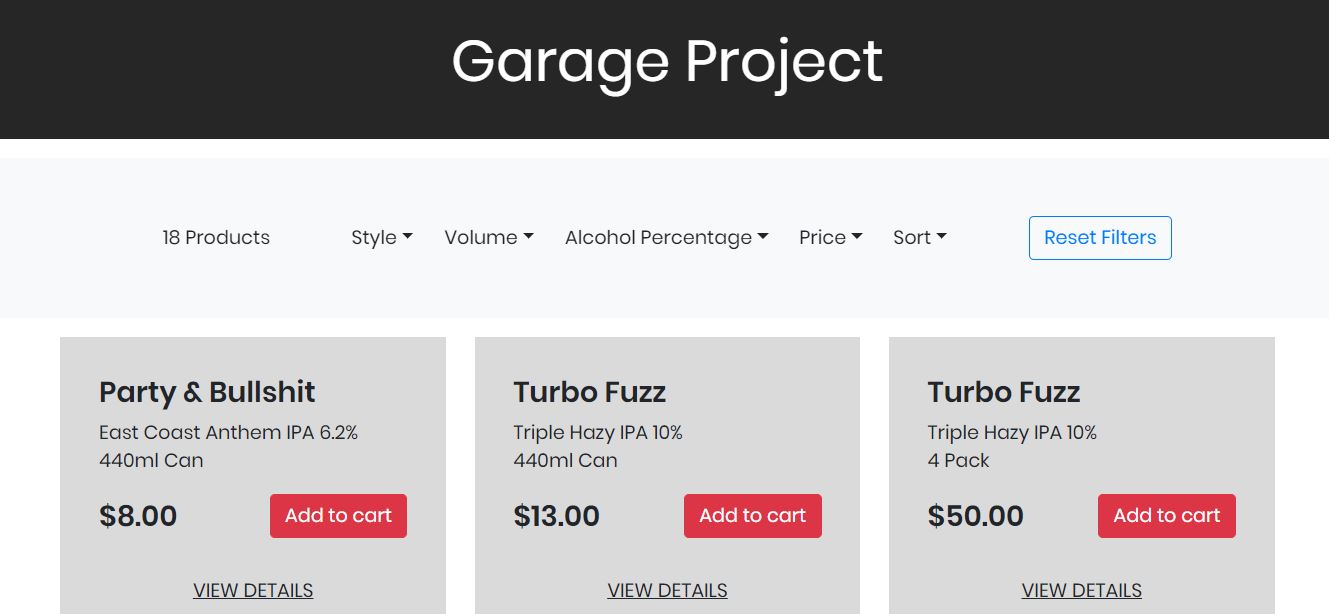 Garage Project
18 Products Style Volume Alcohol Percentage Price Sort Reset Filters
Party & Bullshit
East Coast Anthem IPA 6.2%
440ml Can
$8.00 Add to cart
VIEW DETAILS
Turbo Fuzz
Triple Hazy IPA 10%
440ml Can
$13.00 Add to cart
VIEW DETAILS
Turbo Fuzz
Triple Hazy IPA 10%
4 Pack
$50.00 Add to cart
VIEW DETAILS